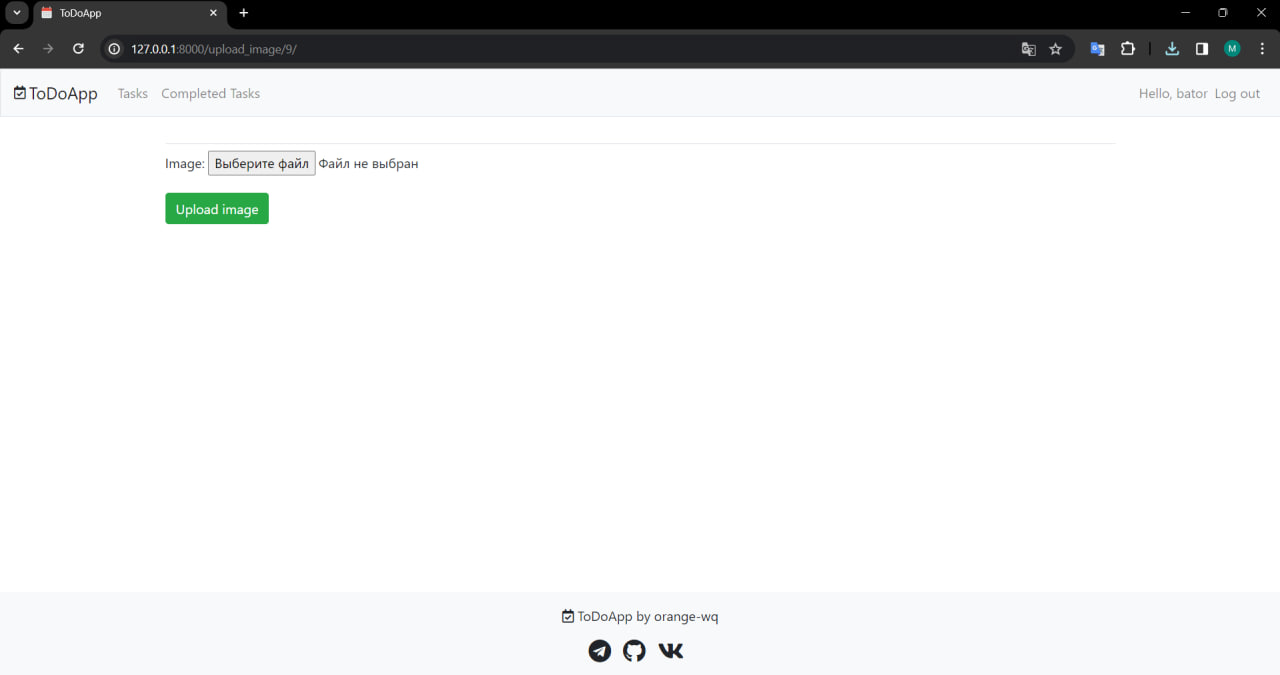 ToDoApp
127.0.0.1:8000/upload_image/9/
G
M
ToDoApp Tasks Completed Tasks Hello, bator Log out
Image: Выберите файл Файл не выбран
Upload image
ToDoApp by orange-wq